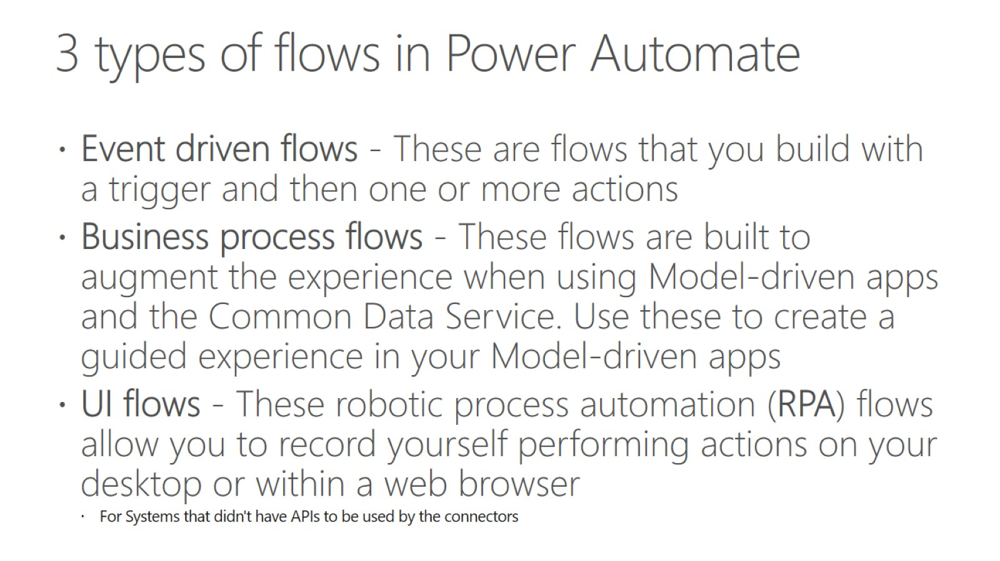 3 types of flows in Power Automate
· Event driven flows - These are flows that you build with
a trigger and then one or more actions
· Business process flows - These flows are built to
augment the experience when using Model-driven apps
and the Common Data Service. Use these to create a
guided experience in your Model-driven apps
· UI flows - These robotic process automation (RPA) flows
allow you to record yourself performing actions on your
desktop or within a web browser
· For Systems that didn't have APIs to be used by the connectors